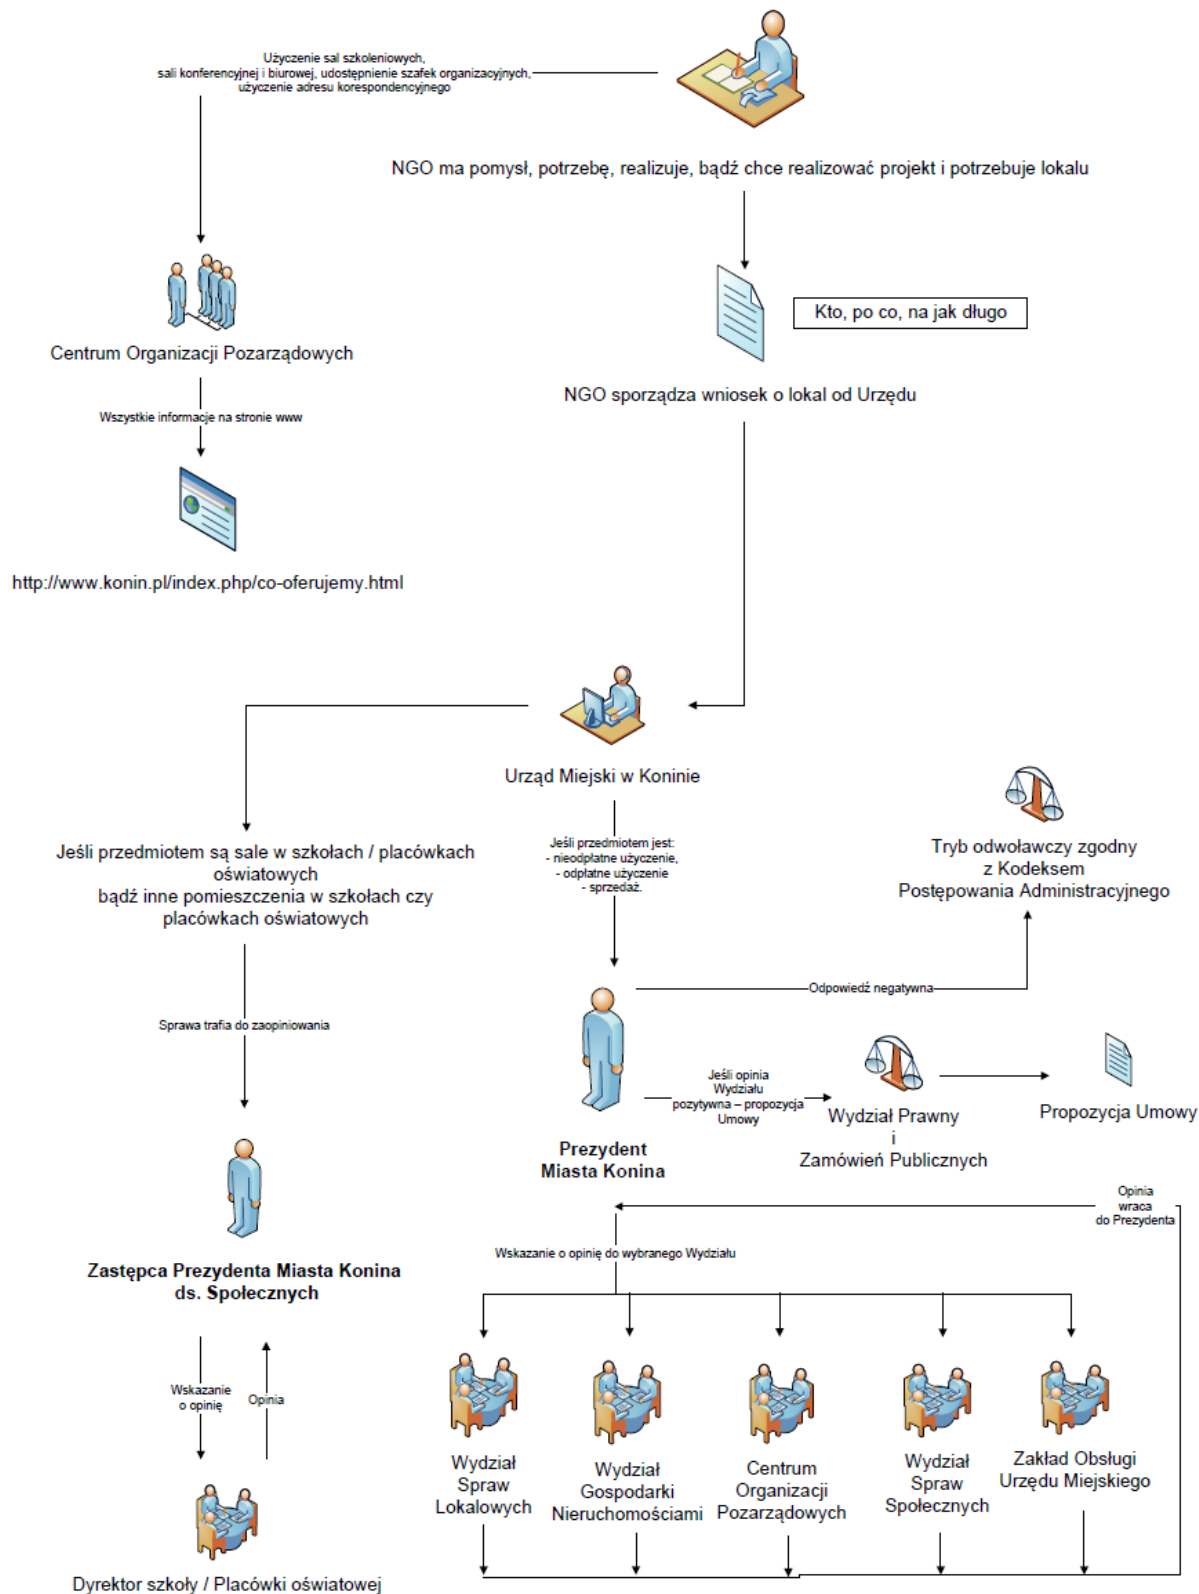 Użyczenie sal szkoleniowych,
sali konferencyjnej i biurowej, udostępnienie szafek organizacyjnych,
użyczenie adresu korespondencyjnego
NGO ma pomysł, potrzebę, realizuje, bądź chce realizować projekt i potrzebuje lokalu
Kto, po co, na jak długo
Centrum Organizacji Pozarządowych
NGO sporządza wniosek o lokal od Urzędu
Wszystkie informacje na stronie www
http://www.konin.pl/index.php/co-oferujemy.html
Urząd Miejski w Koninie
Jeśli przedmiotem są sale w szkołach / placówkach
oświatowych
bądź inne pomieszczenia w szkołach czy
placówkach oświatowych
Jeśli przedmiotem jest:
- nieodpłatne użyczenie,
- odpłatne użyczenie
- sprzedaż.
Tryb odwoławczy zgodny
z Kodeksem
Postępowania Administracyjnego
Odpowiedź negatywna
Sprawa trafia do zaopiniowania
Jeśli opinia
Wydziału
pozytywna – propozycja
Umowy
Wydział Prawny
i
Zamówień Publicznych
Propozycja Umowy
Prezydent
Miasta Konina
Opinia
wraca
do Prezydenta
Wskazanie o opinię do wybranego Wydziału
Zastępca Prezydenta Miasta Konina
ds. Społecznych
Wskazanie
o opinię
Opinia
Wydział
Spraw
Lokalowych
Wydział
Gospodarki
Nieruchomościami
Centrum
Organizacji
Pozarządowych
Wydział
Spraw
Społecznych
Zakład Obsługi
Urzędu Miejskiego
Dyrektor szkoły / Placówki oświatowej